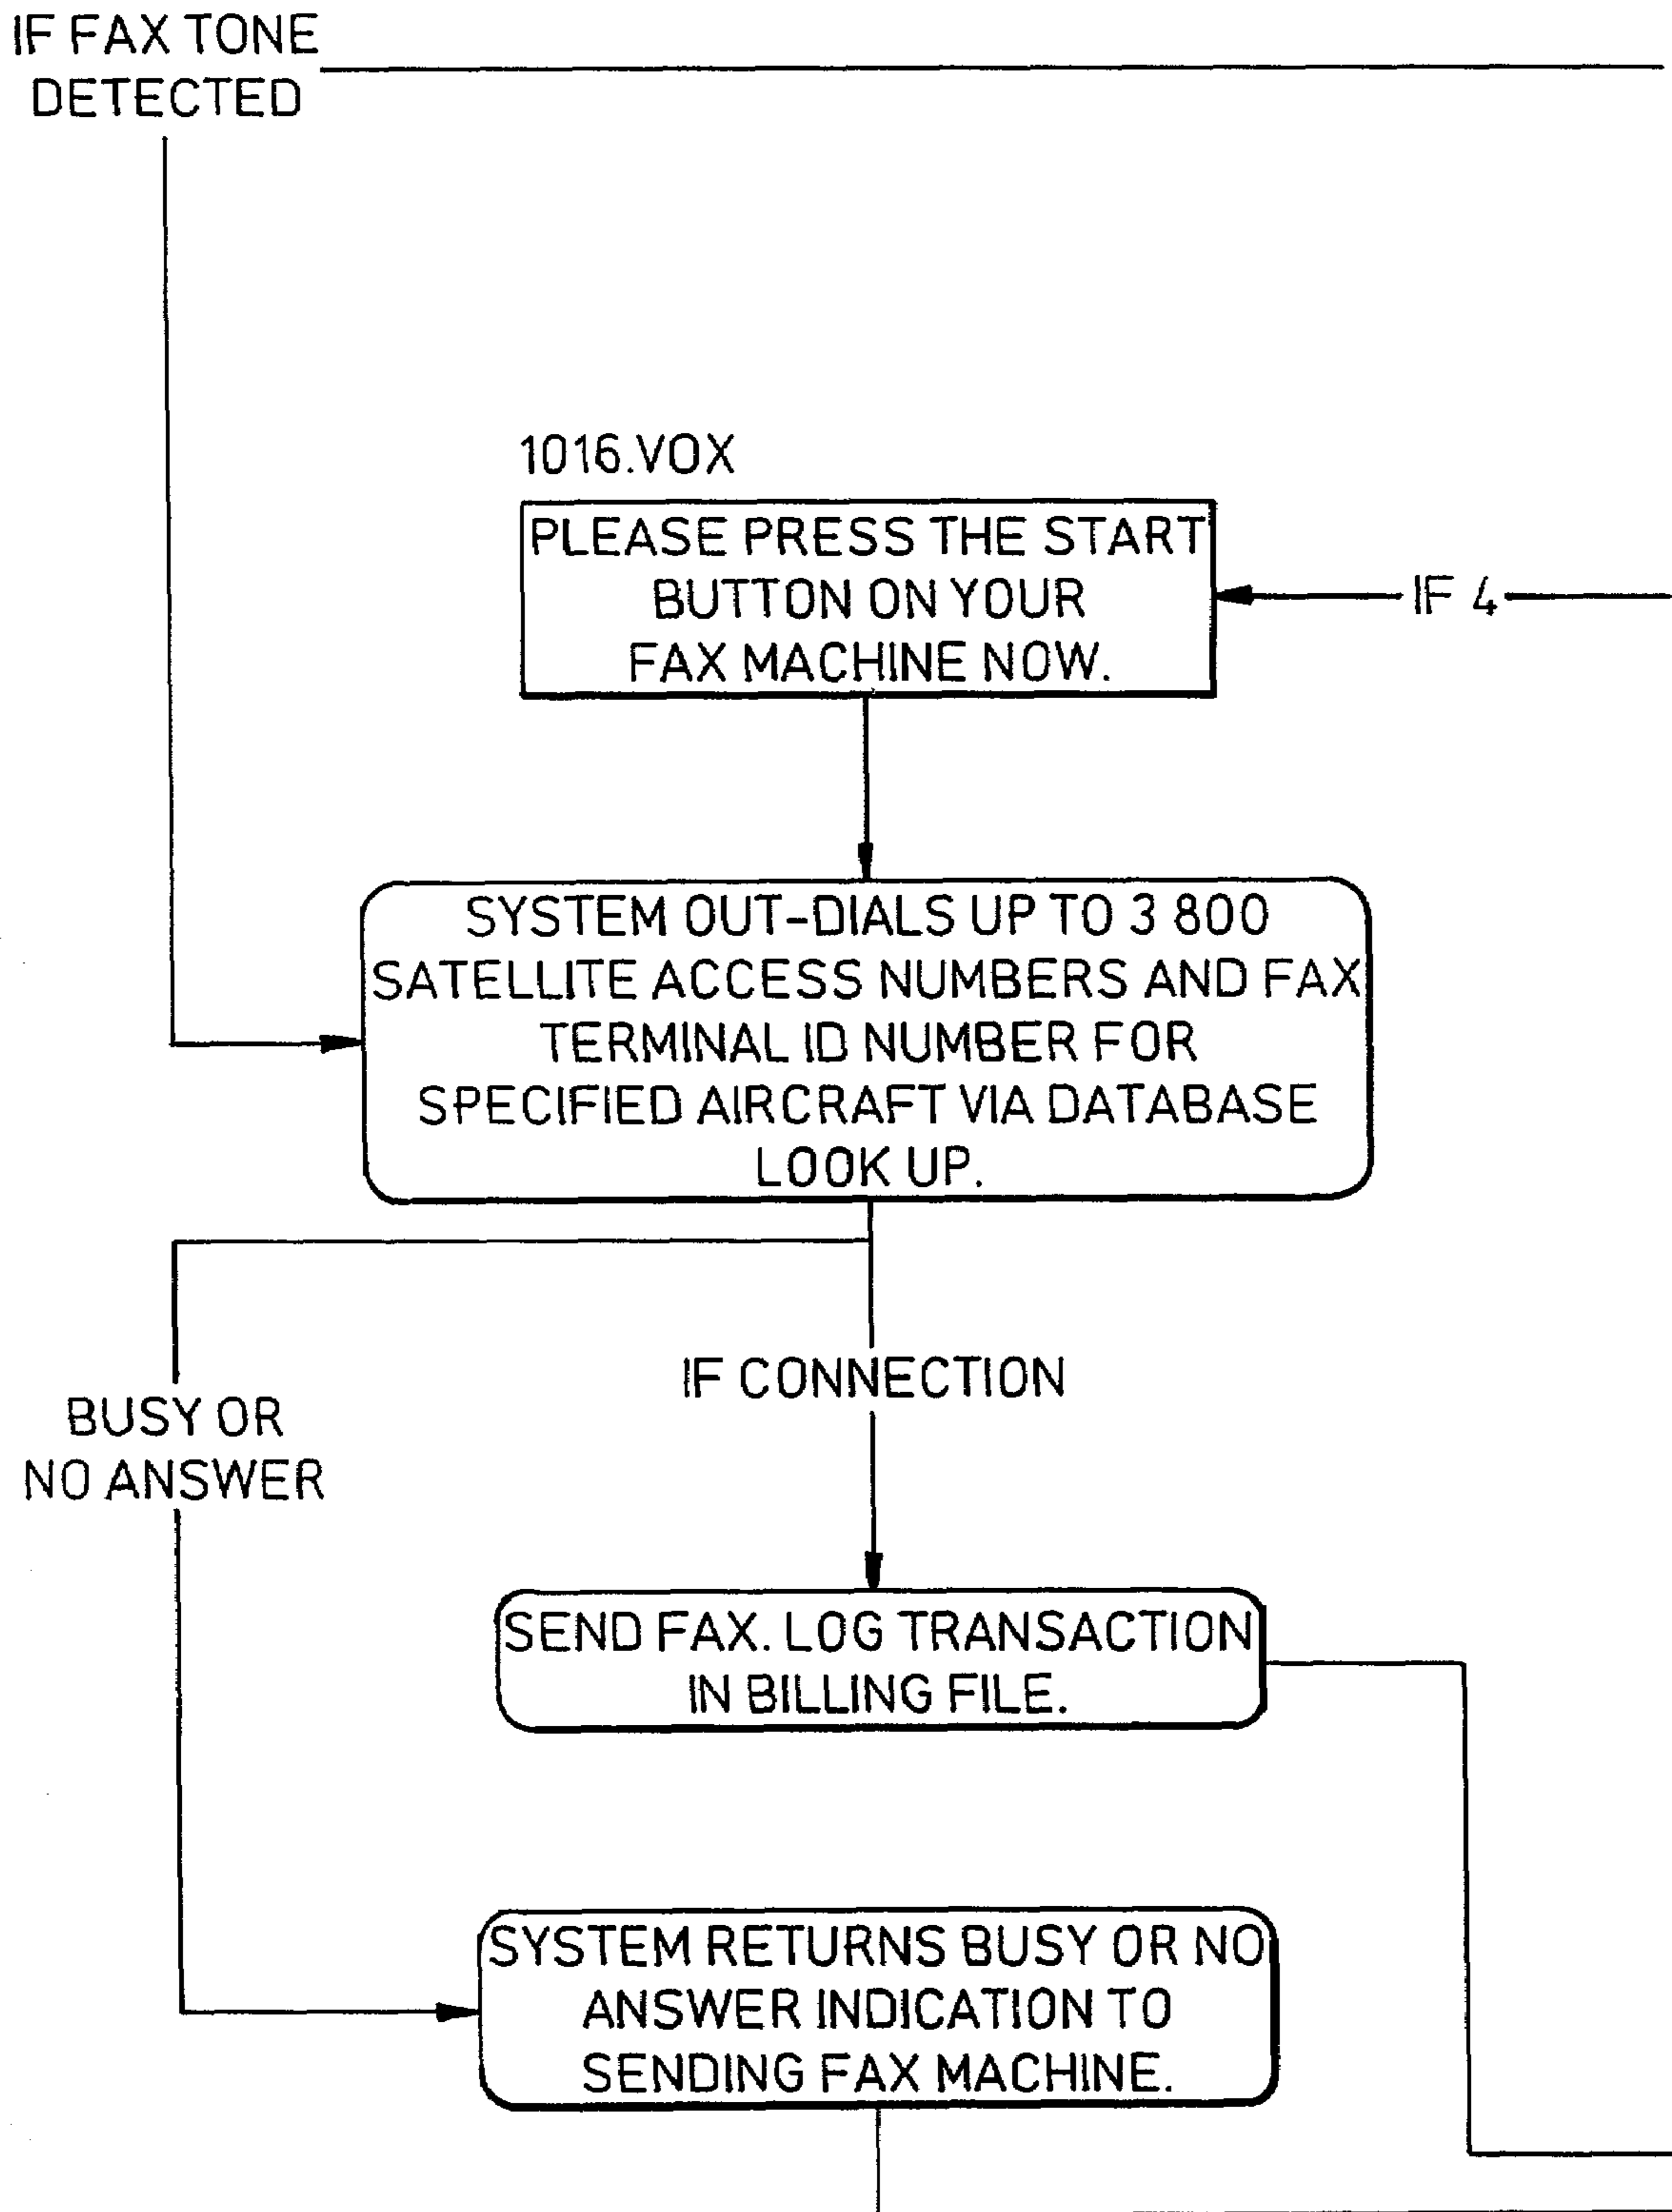 IF FAX TONE
DETECTED
1016.VOX
PLEASE PRESS THE START
BUTTON ON YOUR
FAX MACHINE NOW.
IF 4
SYSTEM OUT-DIALS UP TO 3 800
SATELLITE ACCESS NUMBERS AND FAX
TERMINAL ID NUMBER FOR
SPECIFIED AIRCRAFT VIA DATABASE
LOOK UP.
IF CONNECTION
BUSY OR
NO ANSWER
SEND FAX. LOG TRANSACTION
IN BILLING FILE.
SYSTEM RETURNS BUSY OR NO
ANSWER INDICATION TO
SENDING FAX MACHINE.